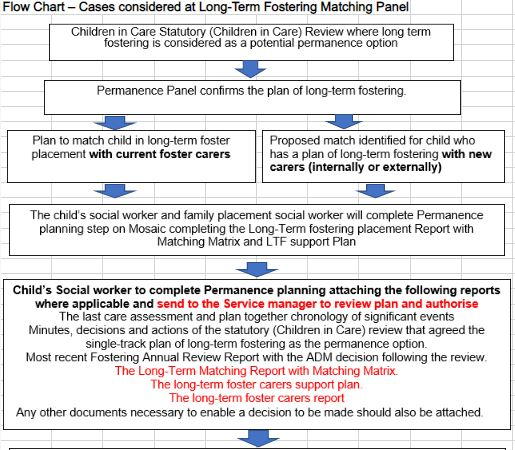 Flow Chart – Cases considered at Long-Term Fostering Matching Panel
Children in Care Statutory (Children in Care) Review where long term
fostering is considered as a potential permanence option
Permanence Panel confirms the plan of long-term fostering.
Plan to match child in long-term foster
placement with current foster carers
Proposed match identified for child who
has a plan of long-term fostering with new
carers (internally or externally)
The child's social worker and family placement social worker will complete Permanence
planning step on Mosaic completing the Long-Term fostering placement Report with
Matching Matrix and LTF support Plan
Child's Social worker to complete Permanence planning attaching the following reports
where applicable and send to the Service manager to review plan and authorise
The last care assessment and plan together chronology of significant events
Minutes, decisions and actions of the statutory (Children in Care) review that agreed the
single-track plan of long-term fostering as the permanence option.
Most recent Fostering Annual Review Report with the ADM decision following the review.
The Long-Term Matching Report with Matching Matrix.
The long-term foster carers support plan.
The long-term foster carers report
Any other documents necessary to enable a decision to be made should also be attached.